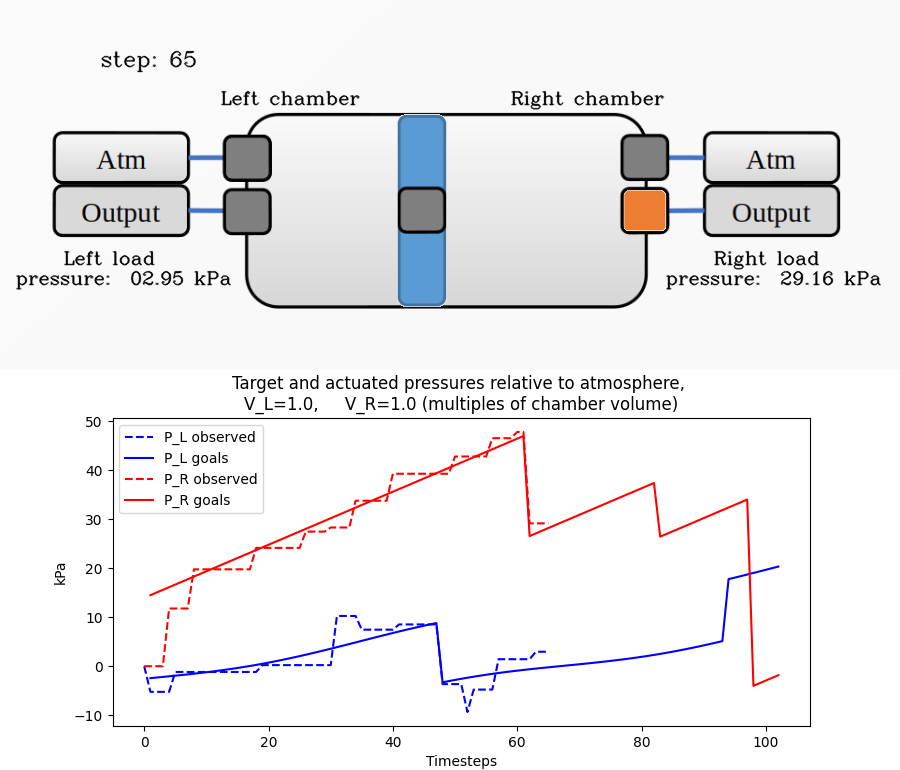 step: 65
Left chamber
Right chamber
Atm
Atm
Output
Output
Left load
pressure: 02.95 kPa
Right load
pressure: 29.16 kPa
Target and actuated pressures relative to atmosphere,
V_L=1.0, V_R=1.0 (multiples of chamber volume)
P_L observed
P_L goals
P_R observed
P_R goals
kPa
50
40
30
20
10
0
−10
0
20
40
60
80
100
Timesteps